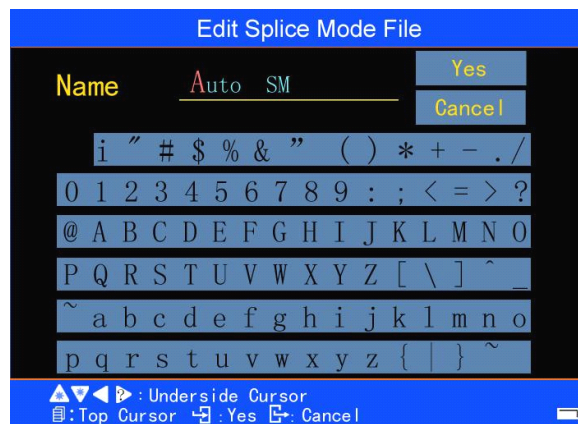 Edit Splice Mode File
Name Auto SM Yes
Cancel
i ″ # $ % & ” ( ) * + - . /
0 1 2 3 4 5 6 7 8 9 : ; < = > ?
@ A B C D E F G H I J K L M N O
P Q R S T U V W X Y Z [ \ ] ^ _
~ a b c d e f g h i j k l m n o
p q r s t u v w x y z { | } ~
: Underside Cursor
: Top Cursor : Yes : Cancel